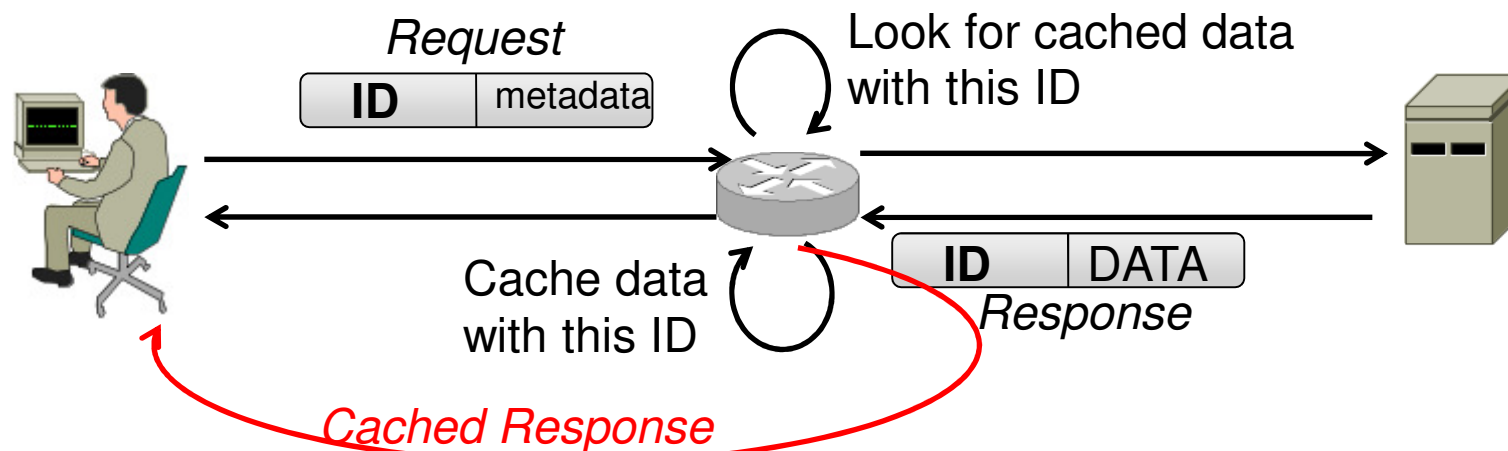 Request
ID metadata
Look for cached data
with this ID
Cache data
with this ID
ID DATA
Response
Cached Response